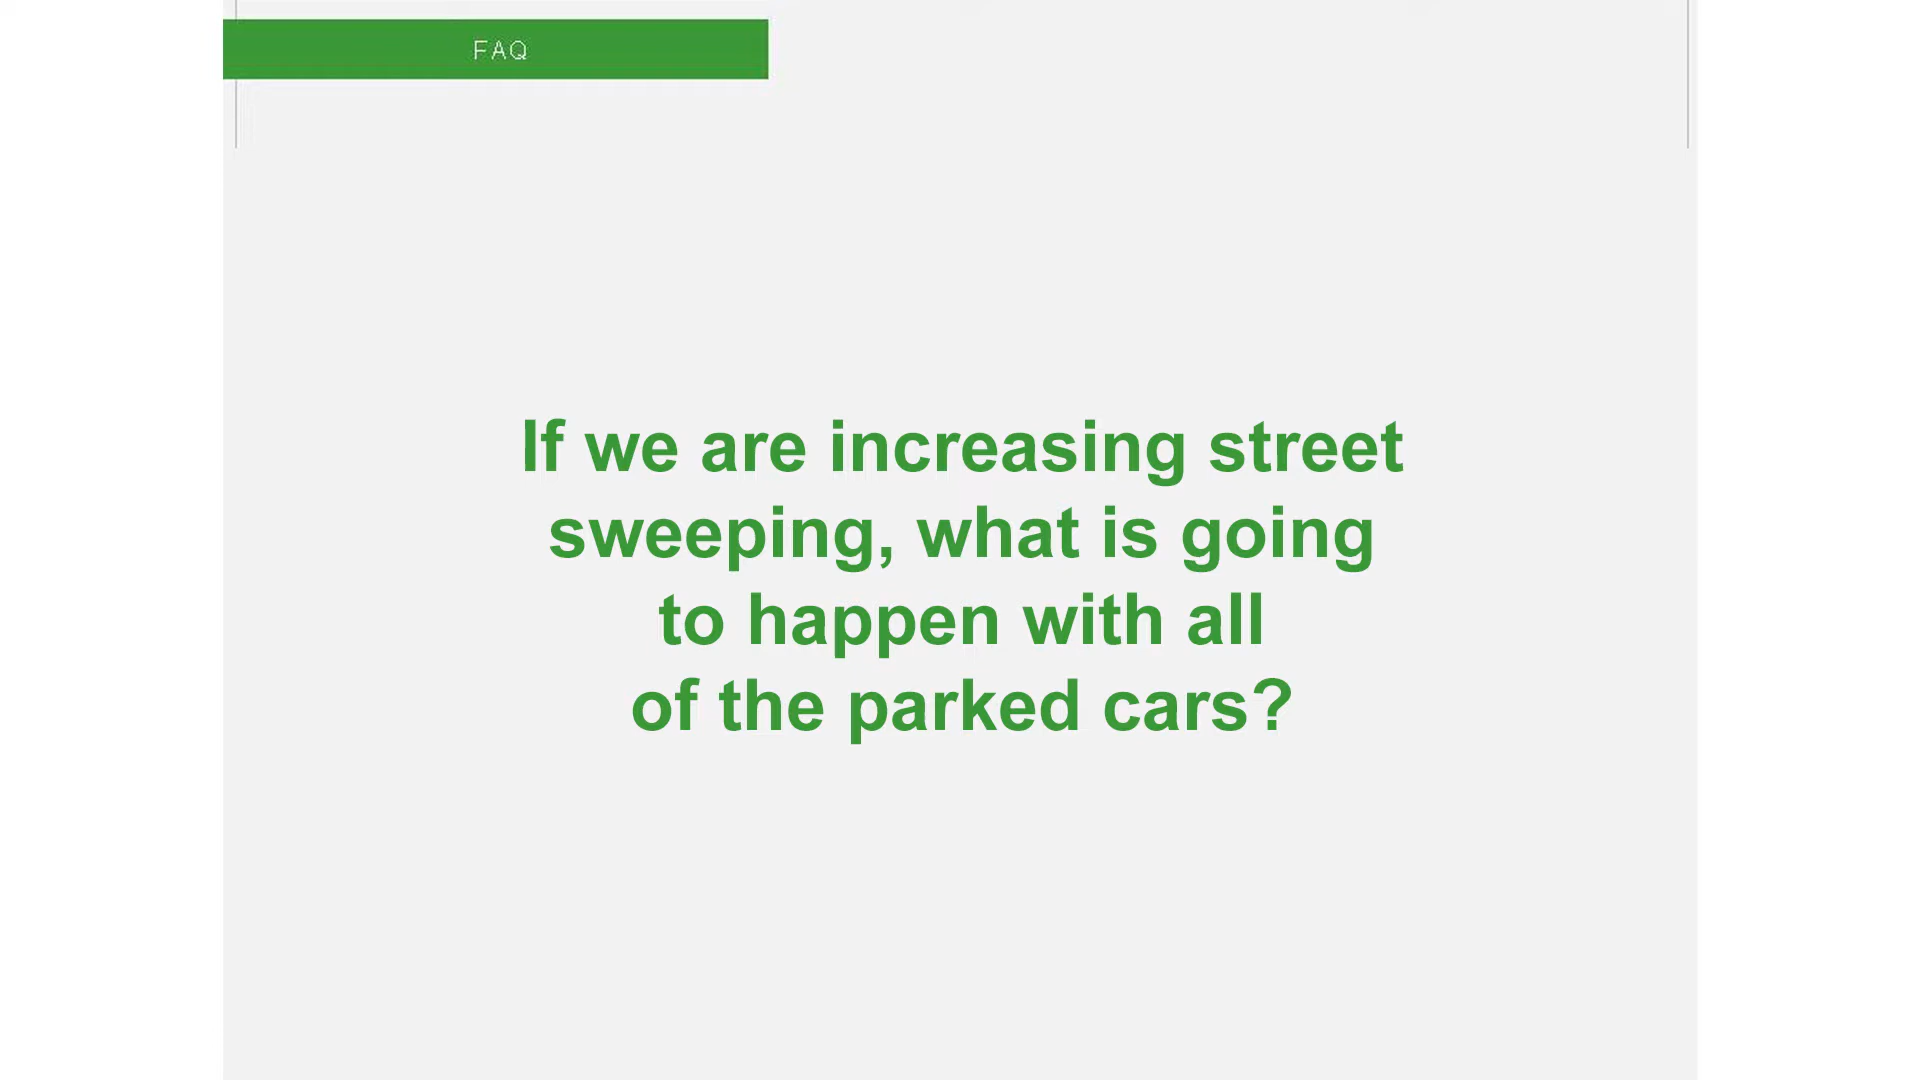 FAQ
If we are increasing street
sweeping, what is going
to happen with all
of the parked cars?